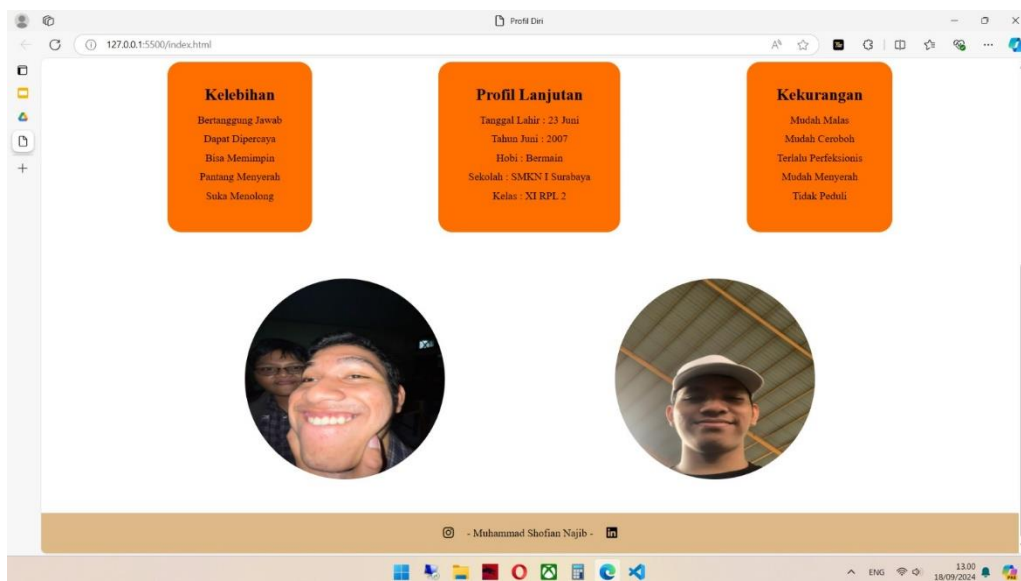 Profil Diri
127.0.0.1:5500/index.html
Kelebihan
Bertanggung Jawab
Dapat Dipercaya
Bisa Memimpin
Pantang Menyerah
Suka Menolong
Profil Lanjutan
Tanggal Lahir : 23 Juni
Tahun Juni : 2007
Hobi : Bermain
Sekolah : SMKN 1 Surabaya
Kelas : XI RPL 2
Kekurangan
Mudah Malas
Mudah Ceroboh
Terlalu Perfeksionis
Mudah Menyerah
Tidak Peduli
- Muhammad Shofian Najib -
ENG
13.00
18/09/2024